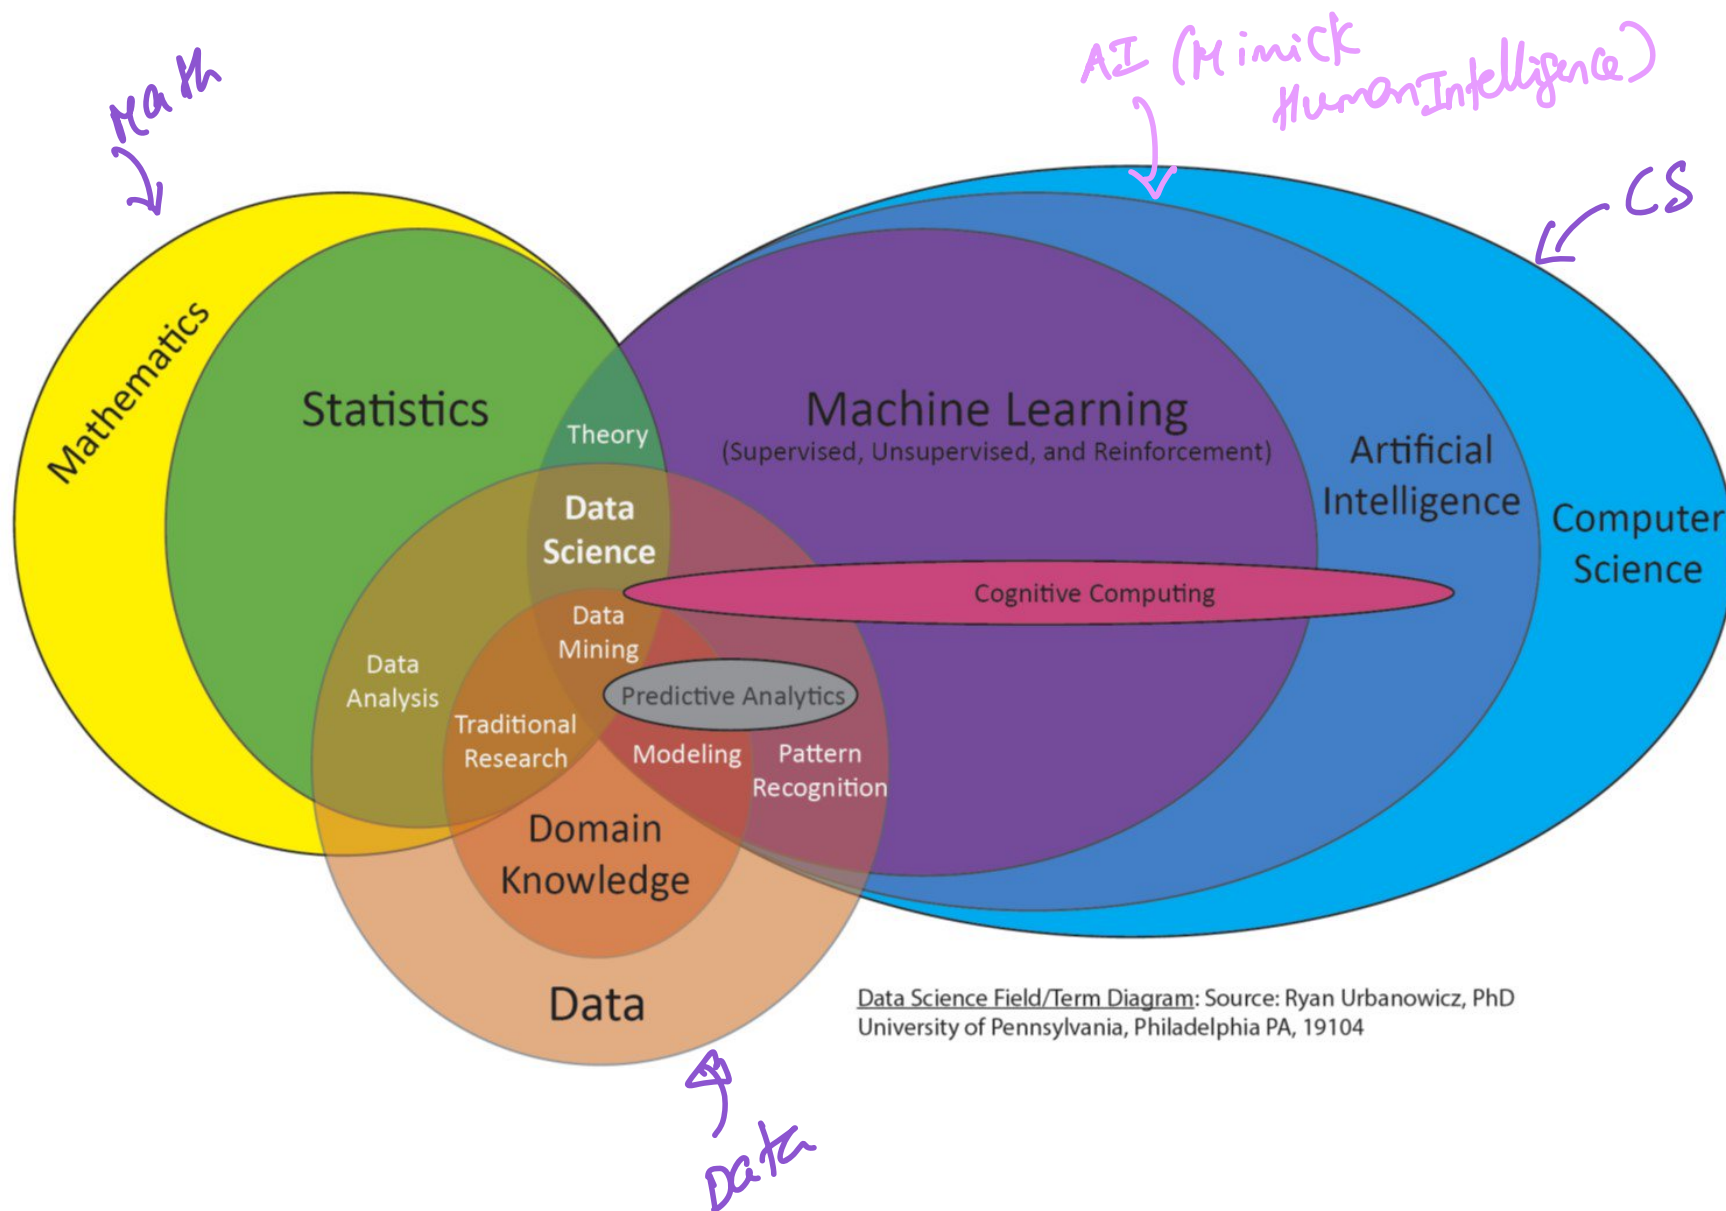 Math
AI (Mimick
Human Intelligence)
CS
Mathematics
Statistics
Theory
Machine Learning
(Supervised, Unsupervised, and Reinforcement)
Artificial
Intelligence
Computer
Science
Data
Science
Cognitive Computing
Data
Mining
Data
Analysis
Predictive Analytics
Traditional
Research
Modeling
Pattern
Recognition
Domain
Knowledge
Data
Data Science Field/Term Diagram: Source: Ryan Urbanowicz, PhD
University of Pennsylvania, Philadelphia PA, 19104
Data